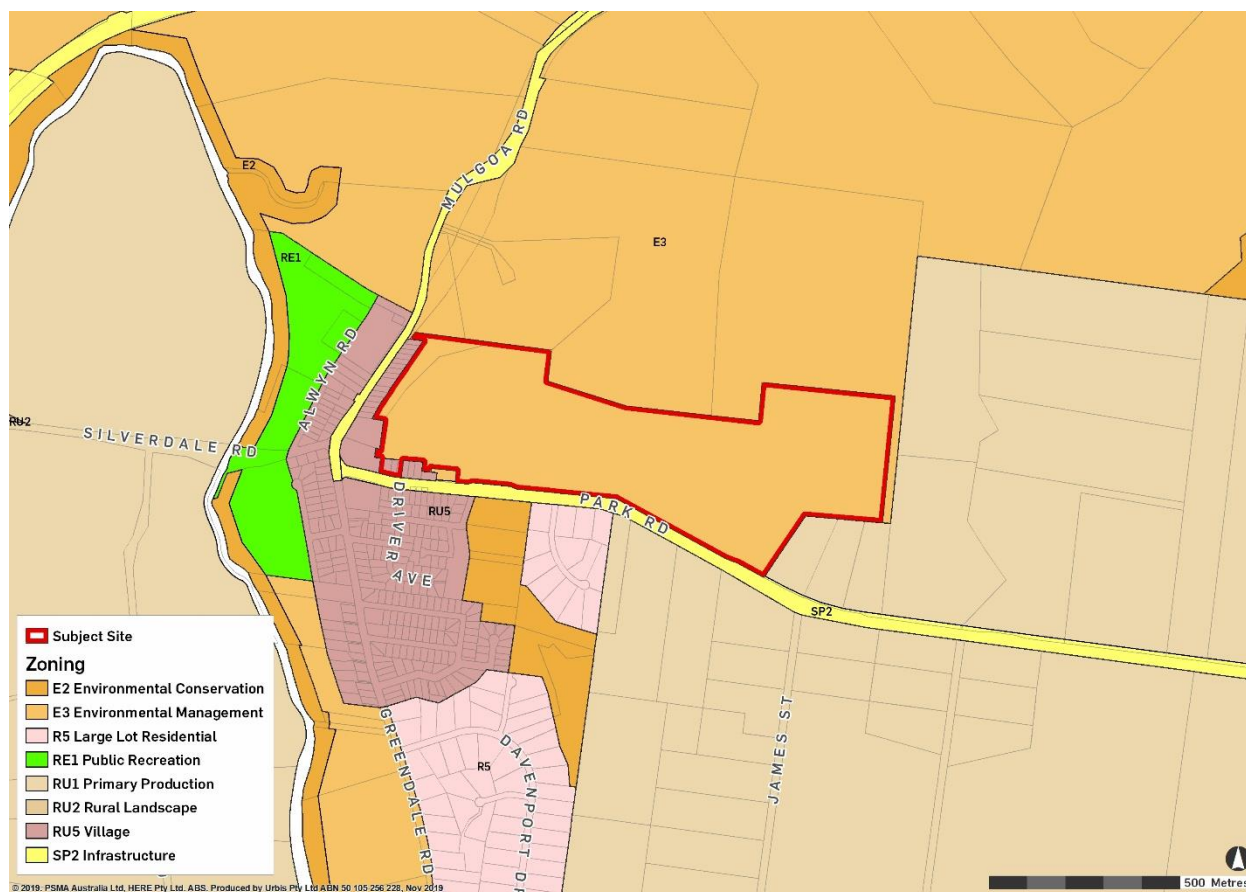 MULGOA RD
E2
E3
RE1
ALWYN RD
RU2
SILVERDALE RD
PARK RD
DRIVER AVE
RU5
SP2
JAMES ST
GREENDALE RD
R5
DAVENPORT DR
Subject Site
Zoning
E2 Environmental Conservation
E3 Environmental Management
R5 Large Lot Residential
RE1 Public Recreation
RU1 Primary Production
RU2 Rural Landscape
RU5 Village
SP2 Infrastructure
© 2019. PSMA Australia Ltd, HERE Pty Ltd. ABS. Produced by Urbis Pty Ltd ABN 50 105 256 228, Nov 2019
500 Metres